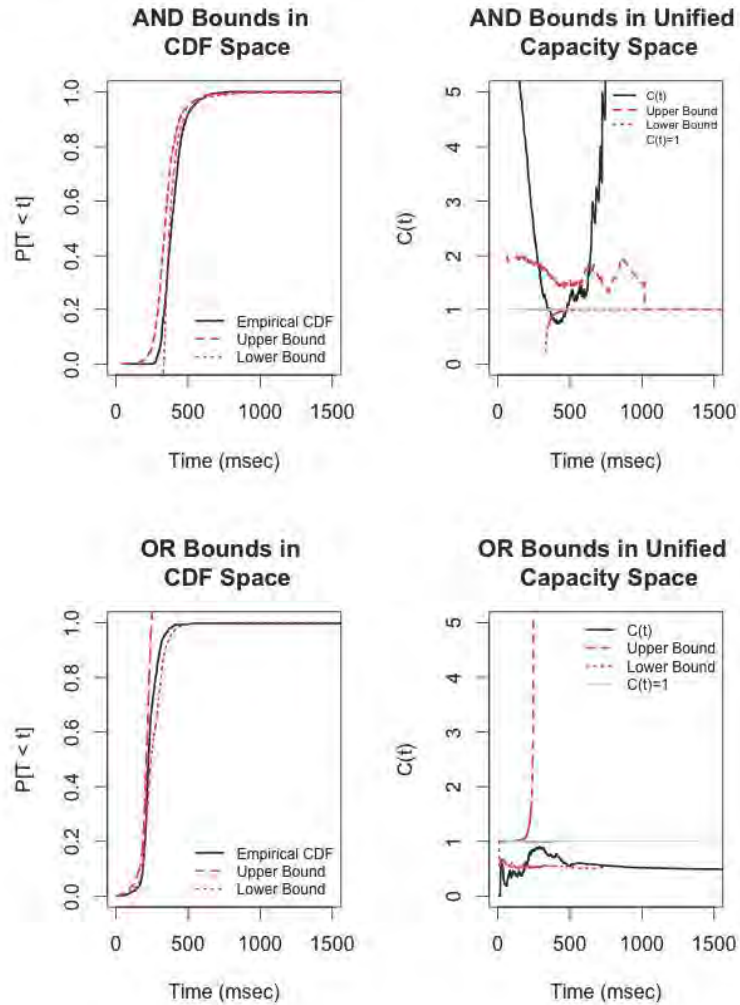 AND Bounds in
CDF Space
P[T < t]
1.0
0.8
0.6
0.4
0.2
0.0
Empirical CDF
Upper Bound
Lower Bound
0 500 1000 1500
Time (msec)
AND Bounds in Unified
Capacity Space
C(t)
5
4
3
2
1
0
C(t)
Upper Bound
Lower Bound
C(t)=1
0 500 1000 1500
Time (msec)
OR Bounds in
CDF Space
P[T < t]
1.0
0.8
0.6
0.4
0.2
0.0
Empirical CDF
Upper Bound
Lower Bound
0 500 1000 1500
Time (msec)
OR Bounds in Unified
Capacity Space
C(t)
5
4
3
2
1
0
C(t)
Upper Bound
Lower Bound
C(t)=1
0 500 1000 1500
Time (msec)